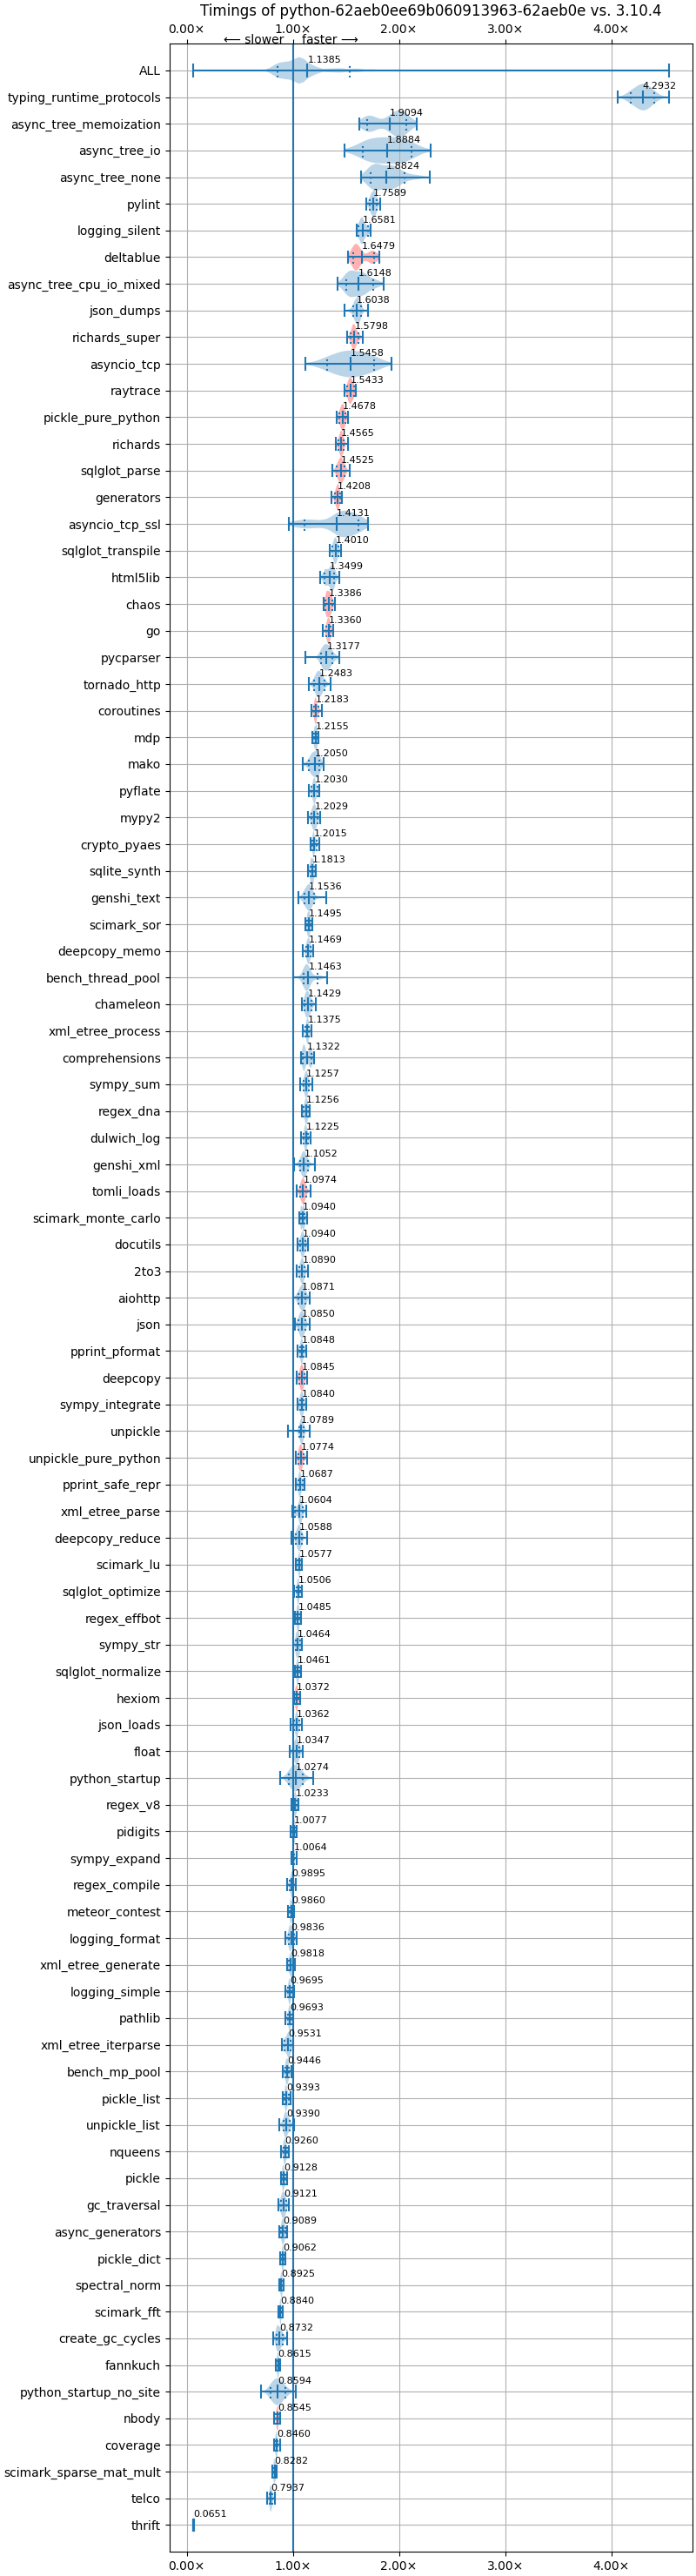 Timings of python-62aeb0ee69b060913963-62aeb0e vs. 3.10.4
0.00× 1.00× 2.00× 3.00× 4.00×
← slower faster →
ALL 1.1385
typing_runtime_protocols 4.2932
async_tree_memoization 1.9094
async_tree_io 1.8884
async_tree_none 1.8824
pylint 1.7589
logging_silent 1.6581
deltablue 1.6479
async_tree_cpu_io_mixed 1.6148
json_dumps 1.6038
richards_super 1.5798
asyncio_tcp 1.5458
raytrace 1.5433
pickle_pure_python 1.4678
richards 1.4565
sqlglot_parse 1.4525
generators 1.4208
asyncio_tcp_ssl 1.4131
sqlglot_transpile 1.4010
html5lib 1.3499
chaos 1.3386
go 1.3360
pycparser 1.3177
tornado_http 1.2483
coroutines 1.2183
mdp 1.2155
mako 1.2050
pyflate 1.2030
mypy2 1.2029
crypto_pyaes 1.2015
sqlite_synth 1.1813
genshi_text 1.1536
scimark_sor 1.1495
deepcopy_memo 1.1469
bench_thread_pool 1.1463
chameleon 1.1429
xml_etree_process 1.1375
comprehensions 1.1322
sympy_sum 1.1257
regex_dna 1.1256
dulwich_log 1.1225
genshi_xml 1.1052
tomli_loads 1.0974
scimark_monte_carlo 1.0940
docutils 1.0940
2to3 1.0890
aiohttp 1.0871
json 1.0850
pprint_pformat 1.0848
deepcopy 1.0845
sympy_integrate 1.0840
unpickle 1.0789
unpickle_pure_python 1.0774
pprint_safe_repr 1.0687
xml_etree_parse 1.0604
deepcopy_reduce 1.0588
scimark_lu 1.0577
sqlglot_optimize 1.0506
regex_effbot 1.0485
sympy_str 1.0464
sqlglot_normalize 1.0461
hexiom 1.0372
json_loads 1.0362
float 1.0347
python_startup 1.0274
regex_v8 1.0233
pidigits 1.0077
sympy_expand 1.0064
regex_compile 0.9895
meteor_contest 0.9860
logging_format 0.9836
xml_etree_generate 0.9818
logging_simple 0.9695
pathlib 0.9693
xml_etree_iterparse 0.9531
bench_mp_pool 0.9446
pickle_list 0.9393
unpickle_list 0.9390
nqueens 0.9260
pickle 0.9128
gc_traversal 0.9121
async_generators 0.9089
pickle_dict 0.9062
spectral_norm 0.8925
scimark_fft 0.8840
create_gc_cycles 0.8732
fannkuch 0.8615
python_startup_no_site 0.8594
nbody 0.8545
coverage 0.8460
scimark_sparse_mat_mult 0.8282
telco 0.7937
thrift 0.0651
0.00× 1.00× 2.00× 3.00× 4.00×